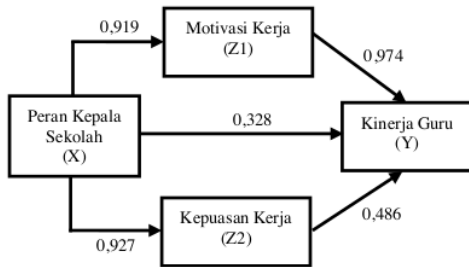 0,919
Motivasi Kerja
(Z1)
0,974
Peran Kepala
Sekolah
(X)
0,328
Kinerja Guru
(Y)
Kepuasan Kerja
(Z2)
0,927
0,486